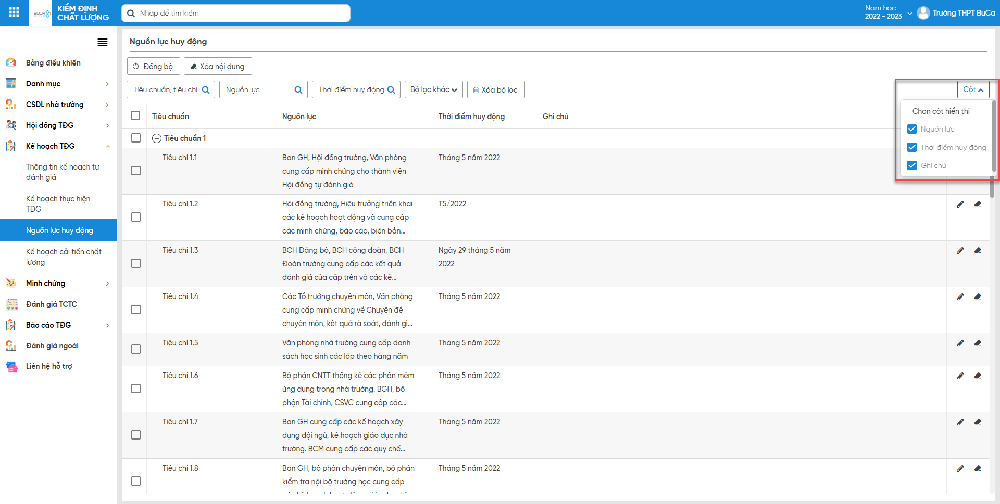 BUCA
KIỂM ĐỊNH
CHẤT LƯỢNG
Nhập để tìm kiếm
Năm học
2022 - 2023
Trường THPT BuCa
Bảng điều khiển
Danh mục
CSDL nhà trường
Hội đồng TĐG
Kế hoạch TĐG
Thông tin kế hoạch tự
đánh giá
Kế hoạch thực hiện
TĐG
Nguồn lực huy động
Kế hoạch cải tiến chất
lượng
Minh chứng
Đánh giá TCTC
Báo cáo TĐG
Đánh giá ngoài
Liên hệ hỗ trợ
Nguồn lực huy động
Đồng bộ
Xóa nội dung
Tiêu chuẩn, tiêu chí
Nguồn lực
Thời điểm huy động
Bộ lọc khác
Xóa bộ lọc
Cột
Chọn cột hiển thị
Nguồn lực
Thời điểm huy động
Ghi chú
Tiêu chuẩn
Nguồn lực
Thời điểm huy động
Ghi chú
Tiêu chuẩn 1
Tiêu chí 1.1
Ban GH, Hội đồng trường, Văn phòng
cung cấp minh chứng cho thành viên
Hội đồng tự đánh giá
Tháng 5 năm 2022
Tiêu chí 1.2
Hội đồng trường, Hiệu trưởng triển khai
các kế hoạch hoạt động và cung cấp
các minh chứng, báo cáo, biên bản...
T5/2022
Tiêu chí 1.3
BCH Đảng bộ, BCH công đoàn, BCH
Đoàn trường cung cấp các kết quả
đánh giá của cấp trên và các kế...
Ngày 29 tháng 5 năm
2022
Tiêu chí 1.4
Các Tổ trưởng chuyên môn, Văn phòng
cung cấp minh chứng về Chuyên đề
chuyên môn, kết quả rà soát, đánh gi...
Tháng 5 năm 2022
Tiêu chí 1.5
Văn phòng nhà trường cung cấp danh
sách học sinh các lớp theo hàng năm
Tháng 5 năm 2022
Tiêu chí 1.6
Bộ phận CNTT thống kê các phần mềm
ứng dụng trong nhà trường. BGH, bộ
phận Tài chính, CSVC cung cấp các...
Tháng 5 năm 2022
Tiêu chí 1.7
Ban GH cung cấp các kế hoạch xây
dựng đội ngũ, kế hoạch giáo dục nhà
trường. BCM cung cấp các quy chế...
Tháng 5 năm 2022
Tiêu chí 1.8
Ban GH, bộ phận chuyên môn, bộ phận
kiểm tra nội bộ trường học cung cấp
Tháng 5 năm 2022